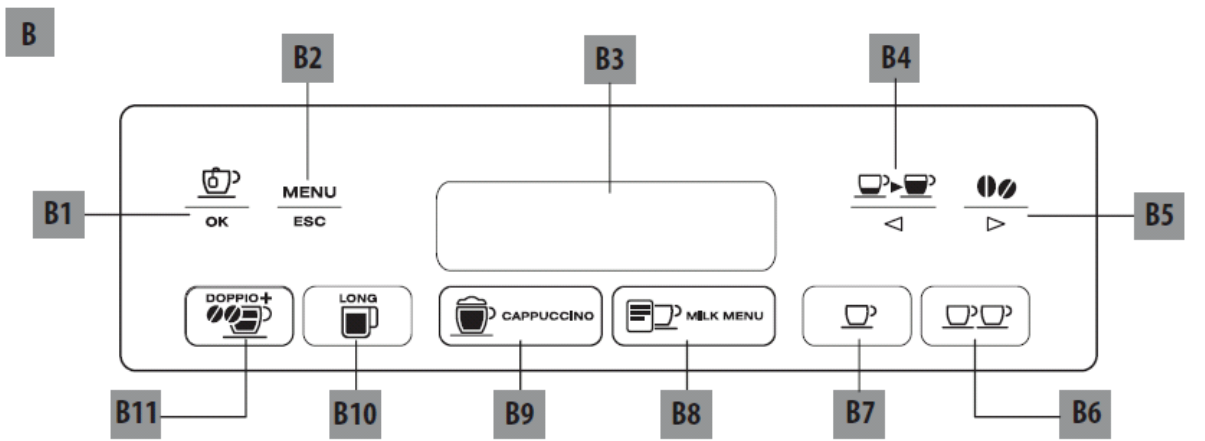 B
B2
B3
B4
B1
MENU
OK
ESC
B5
DOPPIO+
LONG
CAPPUCCINO
MILK MENU
B11
B10
B9
B8
B7
B6